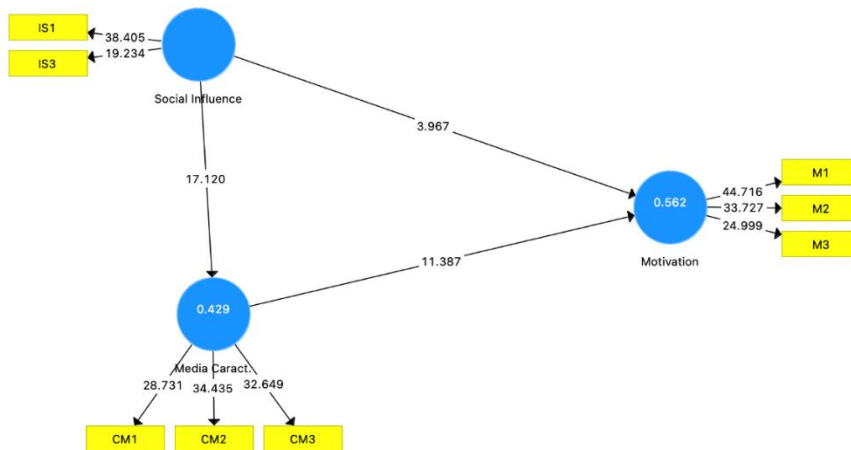 IS1
38.405
IS3
19.234
Social Influence
3.967
17.120
M1
44.716
0.562
33.727
M2
24.999
M3
Motivation
11.387
0.429
Media Caract.
28.731
34.435
32.649
CM1
CM2
CM3